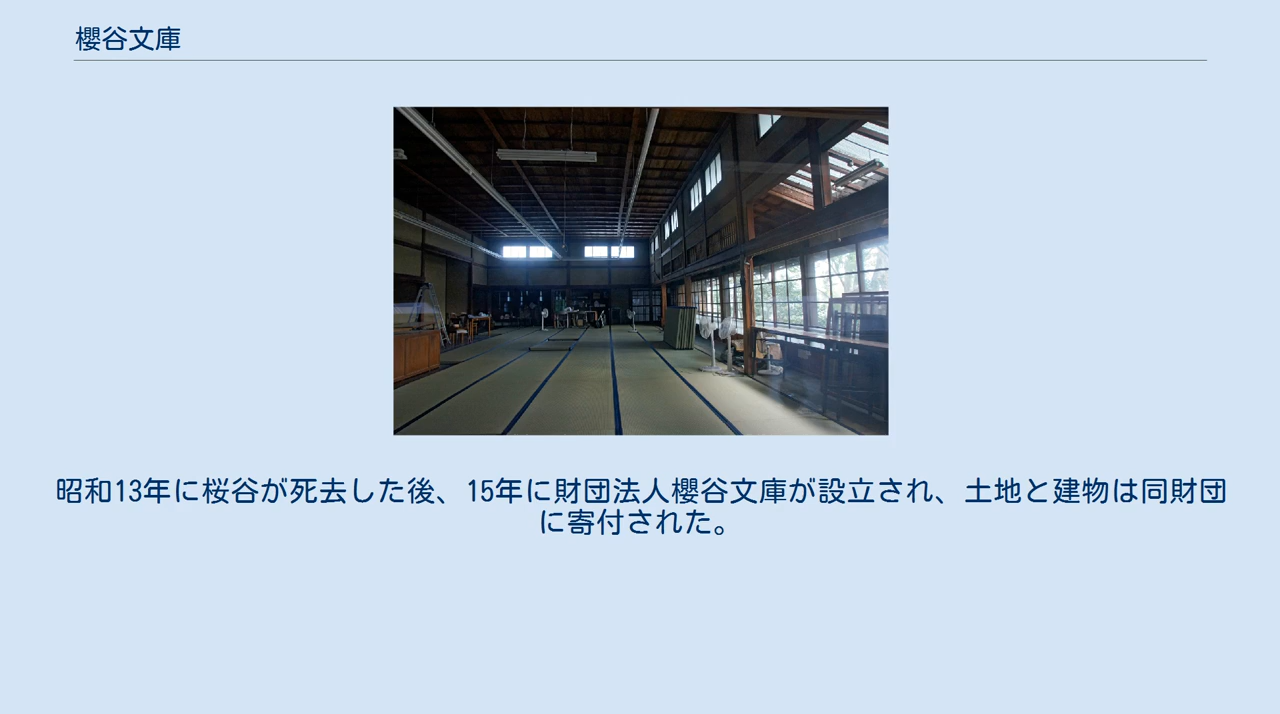 櫻谷文庫
昭和13年に桜谷が死去した後、15年に財団法人櫻谷文庫が設立され、土地と建物は同財団
に寄付された。